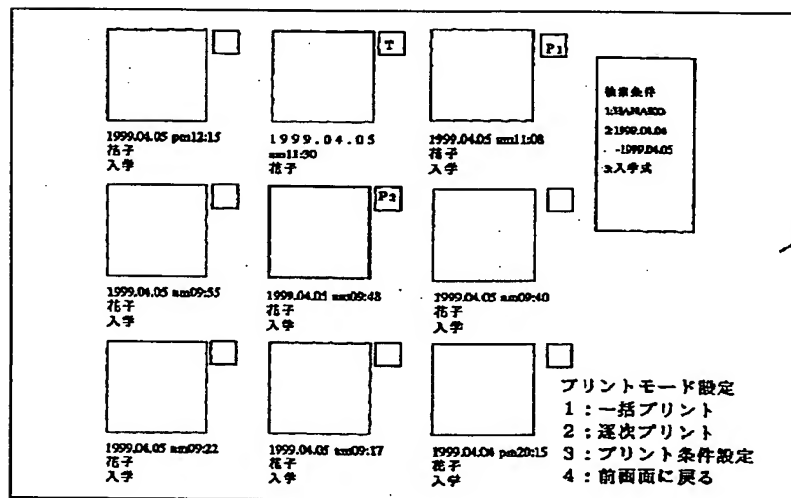 T
P1
1999.04.05 pm12:15
花子
入学
1999.04.05
am11:30
花子
1999.04.05 am11:08
花子
入学
検索条件
1:HANAKO
2:1999.04.04
-1999.04.05
3:入学式
P2
1999.04.05 am09:55
花子
入学
1999.04.05 am09:48
花子
入学
1999.04.05 am09:40
花子
入学
1999.04.05 am09:22
花子
入学
1999.04.05 am09:17
花子
入学
1999.04.04 pm20:15
花子
入学
プリントモード設定
1:一括プリント
2:逐次プリント
3:プリント条件設定
4:前画面に戻る